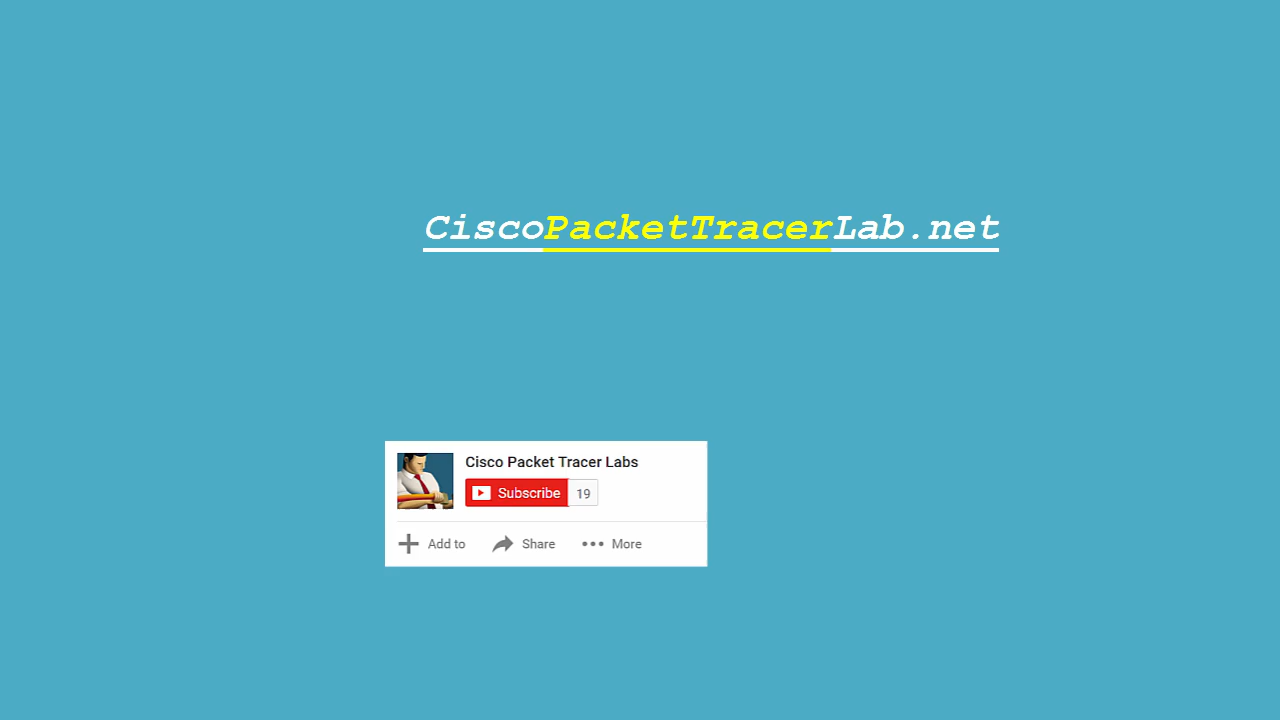 CiscoPacketTracerLab.net
Cisco Packet Tracer Labs
Subscribe 19
Add to Share More